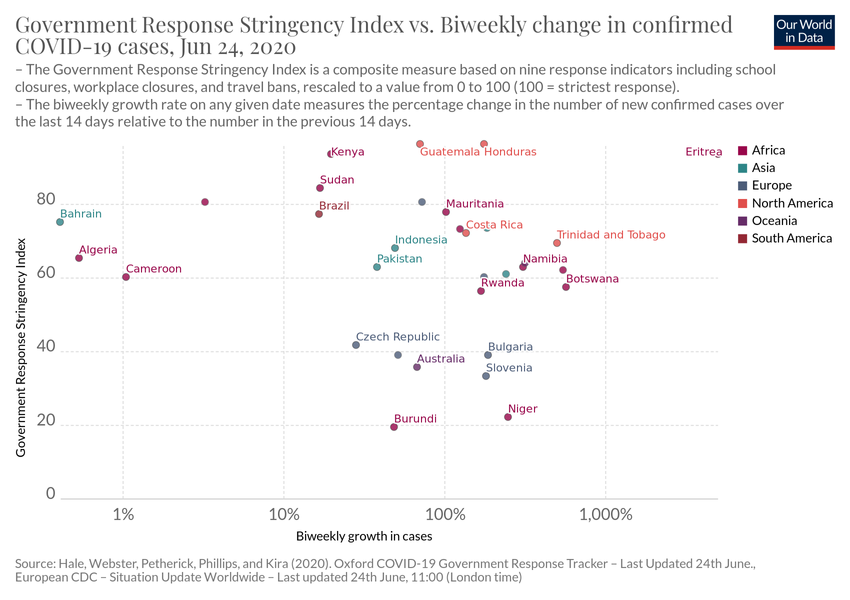 Government Response Stringency Index vs. Biweekly change in confirmed
COVID-19 cases, Jun 24, 2020
Our World
in Data
– The Government Response Stringency Index is a composite measure based on nine response indicators including school
closures, workplace closures, and travel bans, rescaled to a value from 0 to 100 (100 = strictest response).
– The biweekly growth rate on any given date measures the percentage change in the number of new confirmed cases over
the last 14 days relative to the number in the previous 14 days.
Kenya
Guatemala Honduras
Eritrea
Africa
Asia
Europe
North America
Oceania
South America
Sudan
80
Brazil
Mauritania
Bahrain
Costa Rica
Trinidad and Tobago
Indonesia
Algeria
Pakistan
Namibia
Cameroon
60
Rwanda
Botswana
Czech Republic
40
Bulgaria
Australia
Slovenia
Niger
20
Burundi
0
Government Response Stringency Index
1%
10%
100%
1,000%
Biweekly growth in cases
Source: Hale, Webster, Petherick, Phillips, and Kira (2020). Oxford COVID-19 Government Response Tracker – Last Updated 24th June.,
European CDC – Situation Update Worldwide – Last updated 24th June, 11:00 (London time)